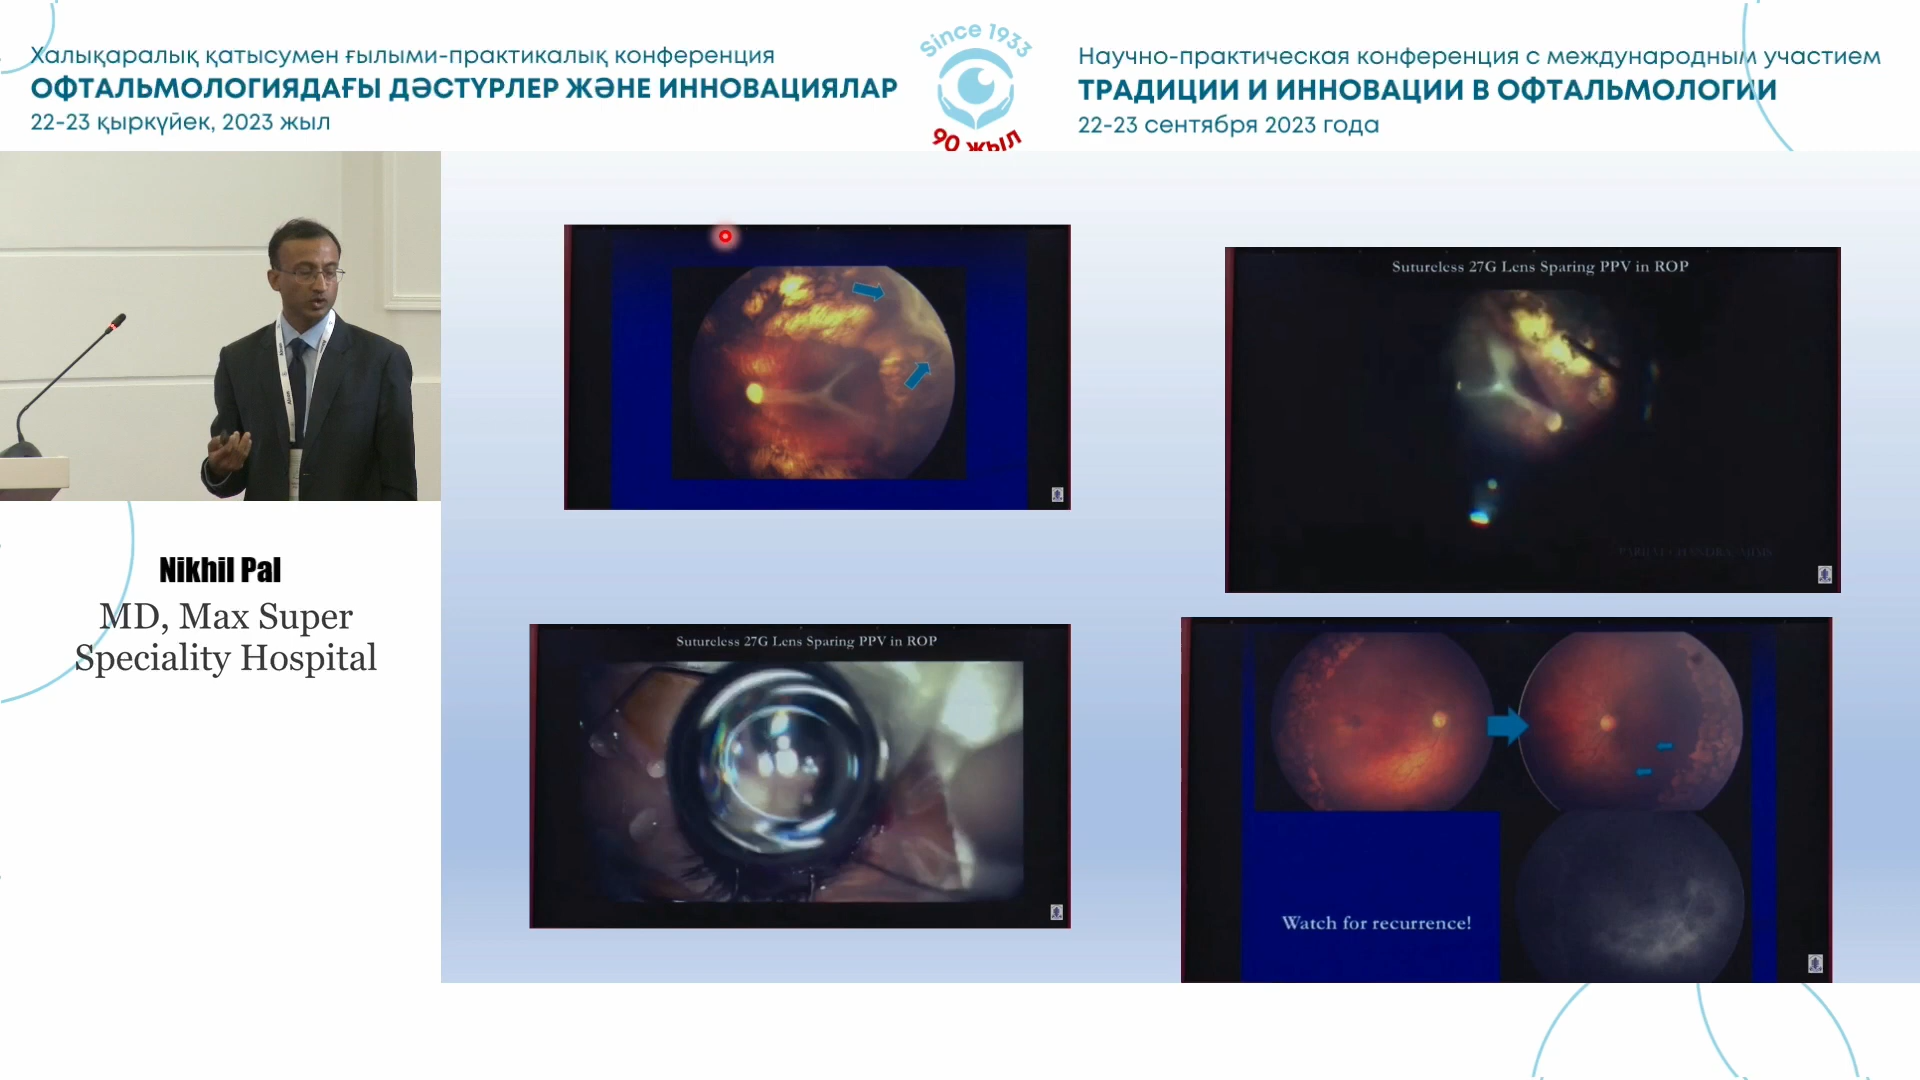 Халықаралық қатысумен ғылыми-практикалық конференция
ОФТАЛЬМОЛОГИЯДАҒЫ ДӘСТҮРЛЕР ЖӘНЕ ИННОВАЦИЯЛАР
22-23 қыркүйек, 2023 жыл
Since 1933
90 жыл
Научно-практическая конференция с международным участием
ТРАДИЦИИ И ИННОВАЦИИ В ОФТАЛЬМОЛОГИИ
22-23 сентября 2023 года
Nikhil Pal
MD, Max Super
Speciality Hospital
Sutureless 27G Lens Sparing PPV in ROP
Sutureless 27G Lens Sparing PPV in ROP
Watch for recurrence!